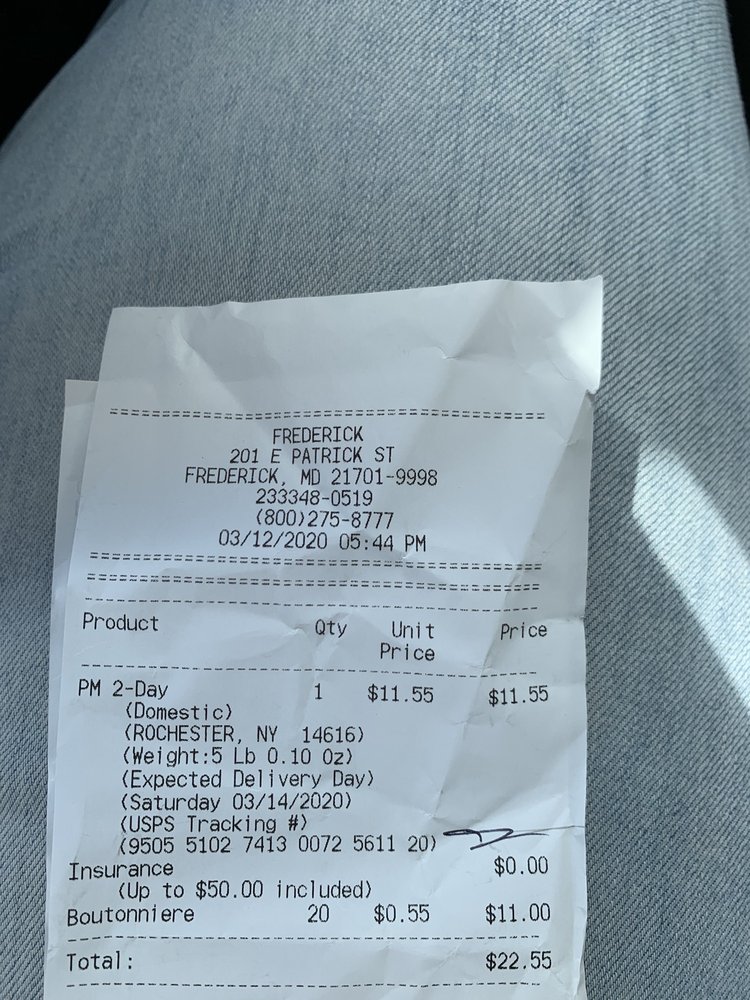 FREDERICK
201 E PATRICK ST
FREDERICK, MD 21701-9998
233348-0519
(800)275-8777
03/12/2020 05:44 PM
Product Qty Unit Price
Price
PM 2-Day 1 $11.55 $11.55
(Domestic)
(ROCHESTER, NY 14616)
(Weight:5 Lb 0.10 Oz)
(Expected Delivery Day)
(Saturday 03/14/2020)
(USPS Tracking #)
(9505 5102 7413 0072 5611 20)
Insurance $0.00
(Up to $50.00 included)
Boutonniere 20 $0.55 $11.00
Total: $22.55